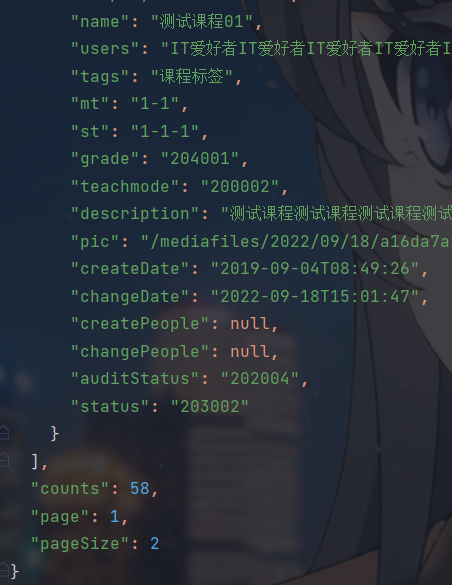 "name": "测试课程01",
"users": "IT爱好者IT爱好者IT爱好者IT爱好者I
"tags": "课程标签",
"mt": "1-1",
"st": "1-1-1",
"grade": "204001",
"teachmode": "200002",
"description": "测试课程测试课程测试课程测试
"pic": "/mediafiles/2022/09/18/a16da7a
"createDate": "2019-09-04T08:49:26",
"changeDate": "2022-09-18T15:01:47",
"createPeople": null,
"changePeople": null,
"auditStatus": "202004",
"status": "203002"
}
],
"counts": 58,
"page": 1,
"pageSize": 2
}